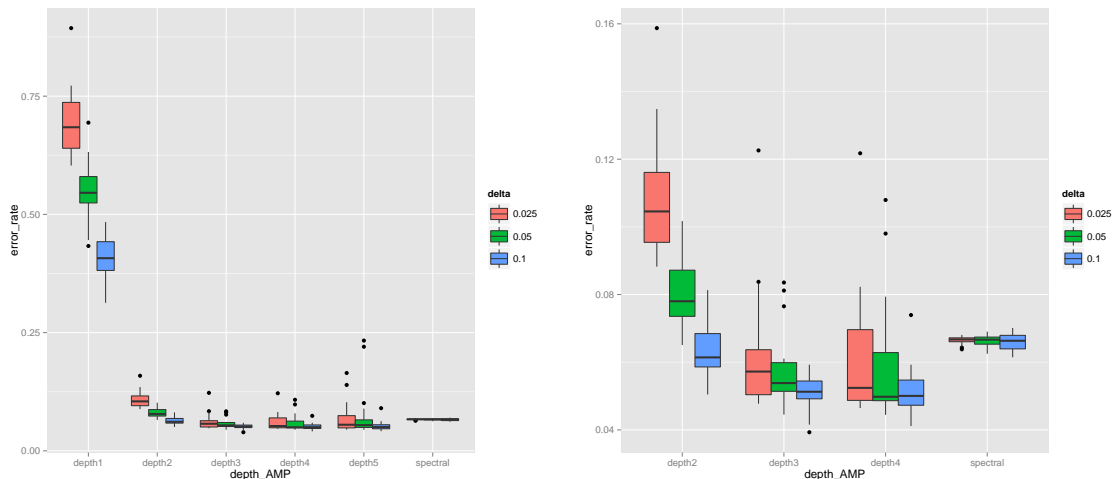 0.75
0.50
0.25
0.00
error_rate
depth1 depth2 depth3 depth4 depth5 spectral
depth_AMP
delta
0.025
0.05
0.1
0.16
0.12
0.08
0.04
error_rate
depth2 depth3 depth4 spectral
depth_AMP
delta
0.025
0.05
0.1